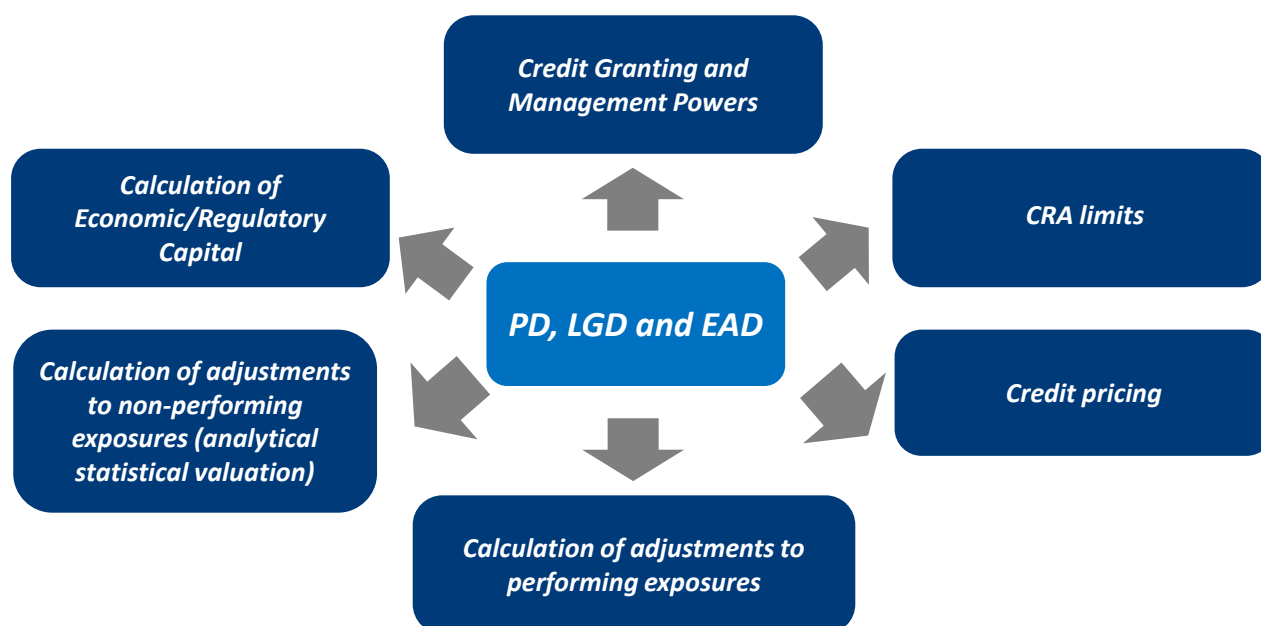 Credit Granting and
Management Powers
Calculation of
Economic/Regulatory
Capital
CRA limits
PD, LGD and EAD
Calculation of adjustments
to non-performing
exposures (analytical
statistical valuation)
Credit pricing
Calculation of adjustments to
performing exposures